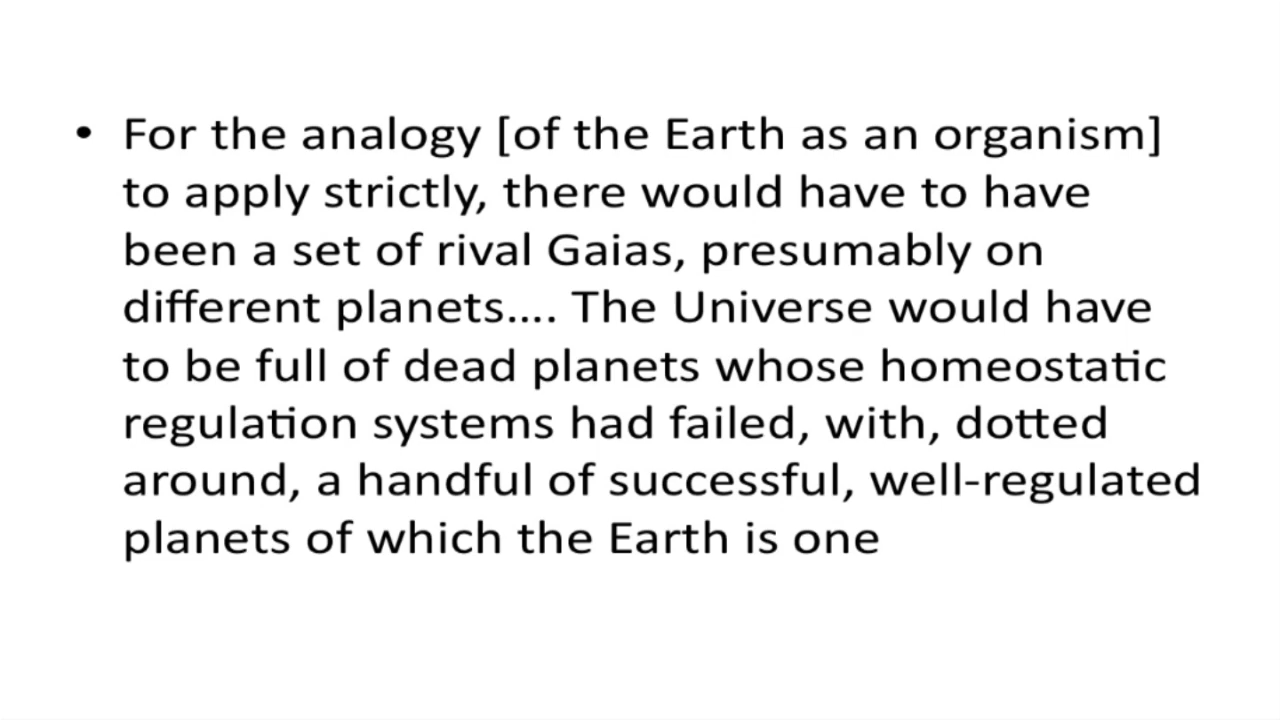 • For the analogy [of the Earth as an organism]
to apply strictly, there would have to have
been a set of rival Gaias, presumably on
different planets.... The Universe would have
to be full of dead planets whose homeostatic
regulation systems had failed, with, dotted
around, a handful of successful, well-regulated
planets of which the Earth is one